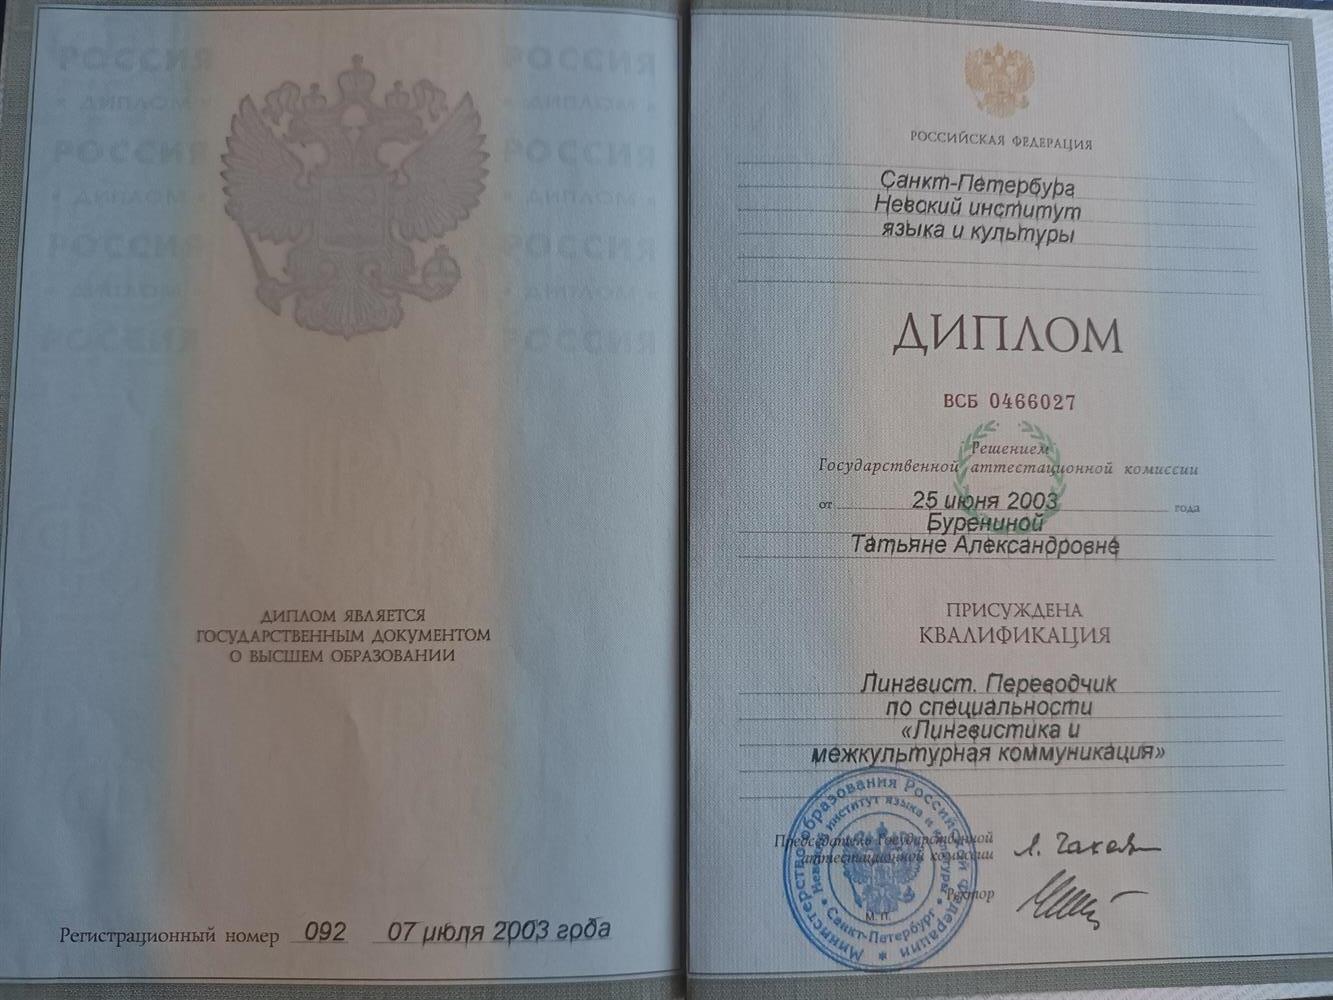 РОССИЯ РОССИЯ
• ДИПЛОМ • • ДИПЛОМ •
РОССИЯ РОССИЯ
• ДИПЛОМ • • ДИПЛОМ •
РОССИЯ РОССИЯ
• ДИПЛОМ • • ДИПЛОМ •
РОССИЯ РОССИЯ
ДИПЛОМ ЯВЛЯЕТСЯ
ГОСУДАРСТВЕННЫМ ДОКУМЕНТОМ
О ВЫСШЕМ ОБРАЗОВАНИИ
Регистрационный номер 092 07 июля 2003 года
РОССИЙСКАЯ ФЕДЕРАЦИЯ
Санкт-Петербург
Невский институт
языка и культуры
ДИПЛОМ
ВСБ 0466027
Решением
Государственной аттестационной комиссии
от 25 июня 2003 года
Бурениной
Татьяне Александровне
ПРИСУЖДЕНА
КВАЛИФИКАЦИЯ
Лингвист. Переводчик
по специальности
«Лингвистика и
межкультурная коммуникация»
Председатель Государственной
аттестационной комиссии
Ректор
М. П.
Министерство образования Российской Федерации
Невский институт языка и культуры
Санкт-Петербург